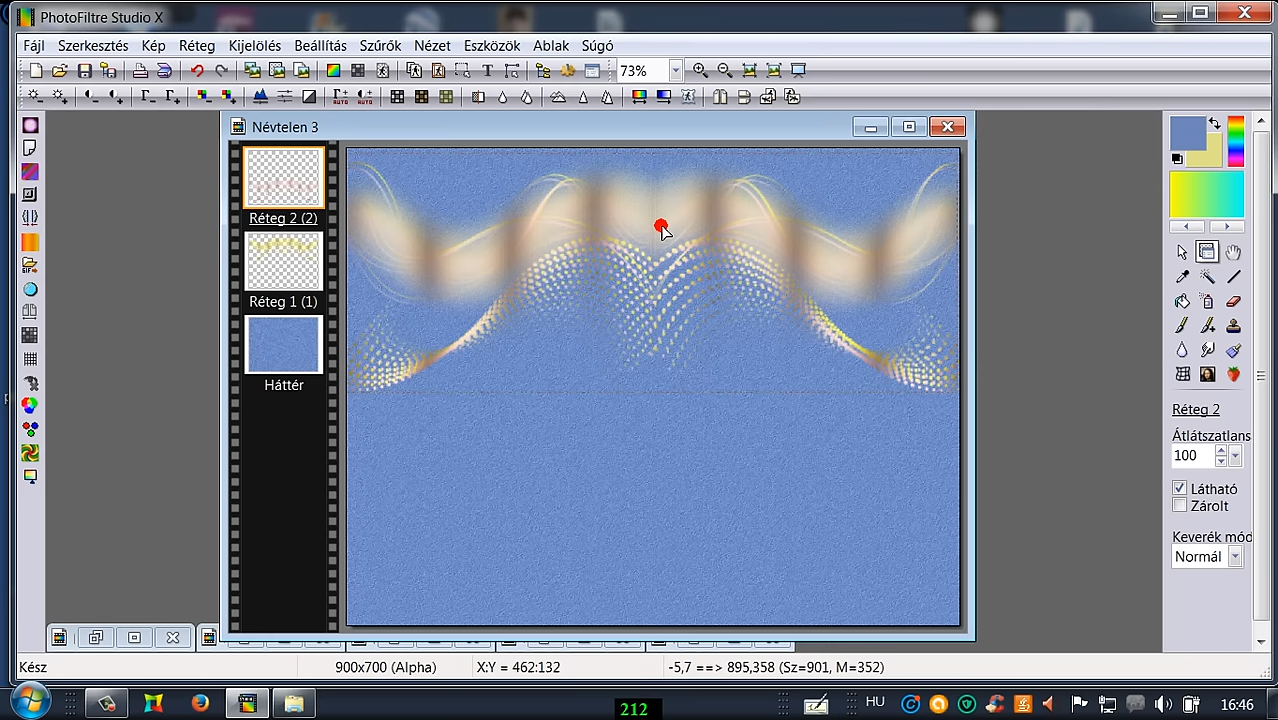 PhotoFiltre Studio X
Fájl Szerkesztés Kép Réteg Kijelölés Beállítás Szűrők Nézet Eszközök Ablak Súgó
73%
Névtelen 3
Réteg 2 (2)
Réteg 1 (1)
Háttér
Réteg 2
Átlátszatlans
100
Látható
Zárolt
Keverék mód
Normál
Kész 900x700 (Alpha) X:Y = 462:132 -5,7 ==> 895,358 (Sz=901, M=352)
212 HU 16:46